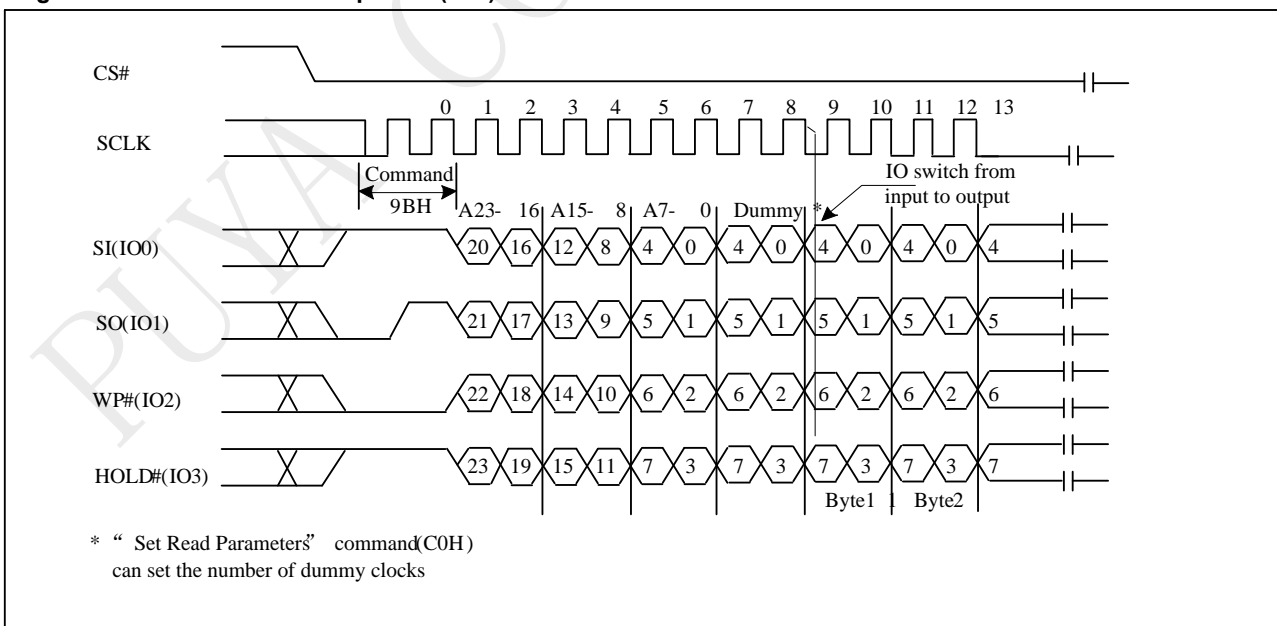 CS#
0 1 2 3 4 5 6 7 8 9 10 11 12 13
SCLK
Command
IO switch from
input to output
9BH
A23- 16 A15- 8 A7- 0 Dummy *
SI(IO0) 20 16 12 8 4 0 4 0 4 0 4 0 4
SO(IO1) 21 17 13 9 5 1 5 1 5 1 5 1 5
WP#(IO2) 22 18 14 10 6 2 6 2 6 2 6 2 6
HOLD#(IO3) 23 19 15 11 7 3 7 3 7 3 7 3 7
Byte1 1 Byte2
* “ Set Read Parameters” command(C0H)
can set the number of dummy clocks
PUYA